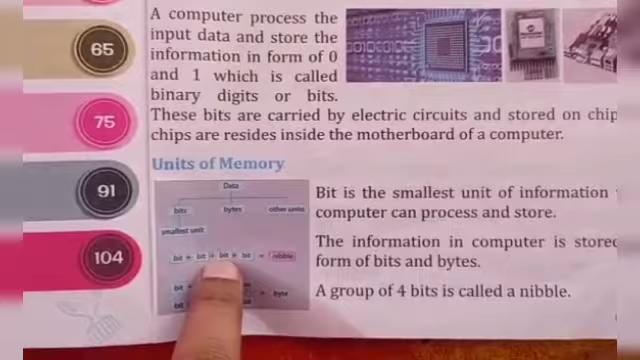 A computer process the
input data and store the
information in form of 0
and 1 which is called
binary digits or bits.
These bits are carried by electric circuits and stored on chip
chips are resides inside the motherboard of a computer.
65
75
91
104
Units of Memory
Data
bits bytes other units
smallest unit
bit + bit + bit + bit = nibble
bit +
= byte
bit
Bit is the smallest unit of information
computer can process and store.
The information in computer is stored
form of bits and bytes.
A group of 4 bits is called a nibble.